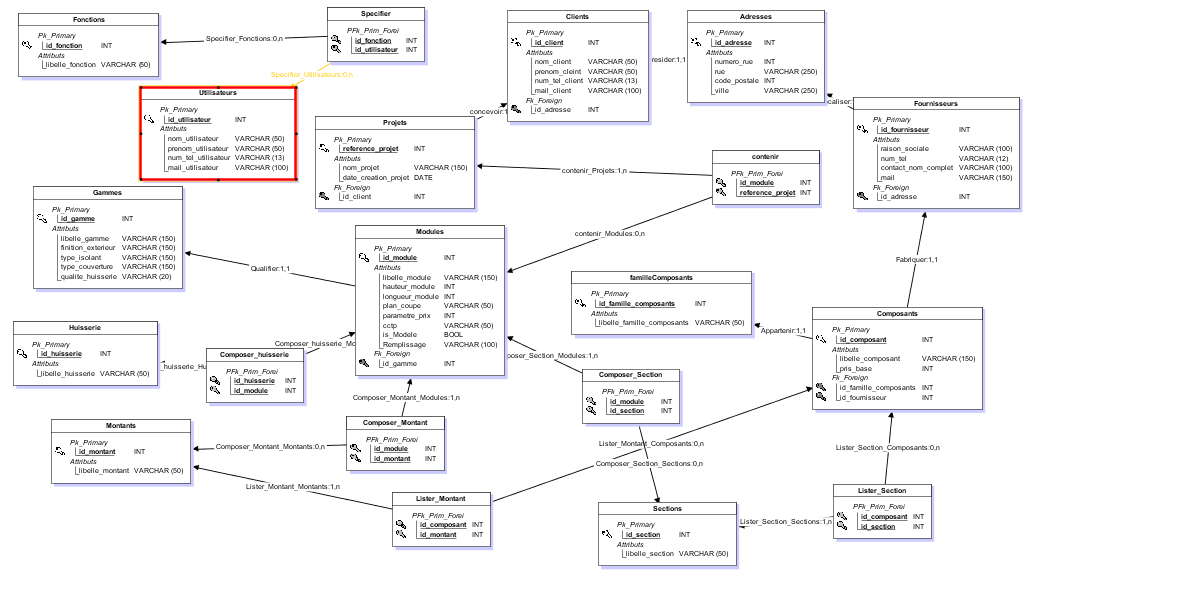 Fonctions
Pk_Primary
id_fonction INT
Attributs
libelle_fonction VARCHAR (50)
Specifier_Fonctions:0,n
Specifier
PFk_Prim_Forei
id_fonction INT
id_utilisateur INT
Specifier_Utilisateurs:0,n
Utilisateurs
Pk_Primary
id_utilisateur INT
Attributs
nom_utilisateur VARCHAR (50)
prenom_utilisateur VARCHAR (50)
num_tel_utilisateur VARCHAR (13)
mail_utilisateur VARCHAR (100)
Clients
Pk_Primary
id_client INT
Attributs
nom_client VARCHAR (50)
prenom_cleint VARCHAR (50)
num_tel_client VARCHAR (13)
mail_client VARCHAR (100)
Fk_Foreign
id_adresse INT
resider:1,1
Adresses
Pk_Primary
id_adresse INT
Attributs
numero_rue INT
rue VARCHAR (250)
code_postale INT
ville VARCHAR (250)
caliser:
Fournisseurs
Pk_Primary
id_fournisseur INT
Attributs
raison_sociale VARCHAR (100)
num_tel VARCHAR (12)
contact_nom_complet VARCHAR (100)
mail VARCHAR (150)
Fk_Foreign
id_adresse INT
concevoir:1
Projets
Pk_Primary
reference_projet INT
Attributs
nom_projet VARCHAR (150)
date_creation_projet DATE
Fk_Foreign
id_client INT
contenir_Projets:1,n
contenir
PFk_Prim_Forei
id_module INT
reference_projet INT
contenir_Modules:0,n
Gammes
Pk_Primary
id_gamme INT
Attributs
libelle_gamme VARCHAR (150)
finition_exterieur VARCHAR (150)
type_isolant VARCHAR (150)
type_couverture VARCHAR (150)
qualite_huisserie VARCHAR (20)
Qualifier:1,1
Modules
Pk_Primary
id_module INT
Attributs
libelle_module VARCHAR (150)
hauteur_module INT
longueur_module INT
plan_coupe VARCHAR (50)
parametre_prix INT
cctp VARCHAR (50)
is_Modele BOOL
Remplissage VARCHAR (100)
Fk_Foreign
id_gamme INT
familleComposants
Pk_Primary
id_famille_composants INT
Attributs
libelle_famille_composants VARCHAR (50)
Appartenir:1,1
Fabriquer:1,1
Composants
Pk_Primary
id_composant INT
Attributs
libelle_composant VARCHAR (150)
pris_base INT
Fk_Foreign
id_famille_composants INT
id_fournisseur INT
Huisserie
Pk_Primary
id_huisserie INT
Attributs
libelle_huisserie VARCHAR (50)
_huisserie_Hu
Composer_huisserie_Mo
Composer_huisserie
PFk_Prim_Forei
id_huisserie INT
id_module INT
poser_Section_Modules:1,n
Composer_Section
PFk_Prim_Forei
id_module INT
id_section INT
Composer_Montant_Modules:1,n
Composer_Montant
PFk_Prim_Forei
id_module INT
id_montant INT
Composer_Montant_Montants:0,n
Montants
Pk_Primary
id_montant INT
Attributs
libelle_montant VARCHAR (50)
Lister_Montant_Montants:1,n
Lister_Montant_Composants:0,n
Composer_Section_Sections:0,n
Lister_Section_Composants:0,n
Lister_Montant
PFk_Prim_Forei
id_composant INT
id_montant INT
Sections
Pk_Primary
id_section INT
Attributs
libelle_section VARCHAR (50)
Lister_Section_Sections:1,n
Lister_Section
PFk_Prim_Forei
id_composant INT
id_section INT